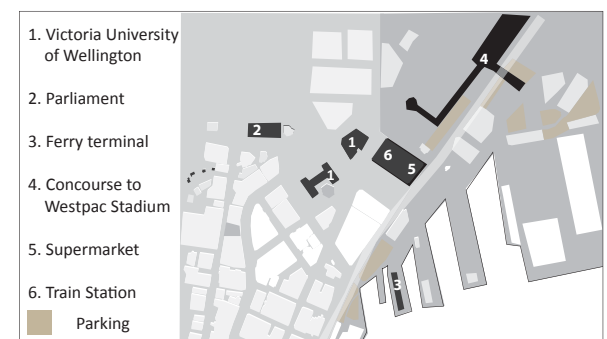 1. Victoria University
of Wellington
2. Parliament
3. Ferry terminal
4. Concourse to
Westpac Stadium
5. Supermarket
6. Train Station
Parking
4
2
1
6
5
1
3